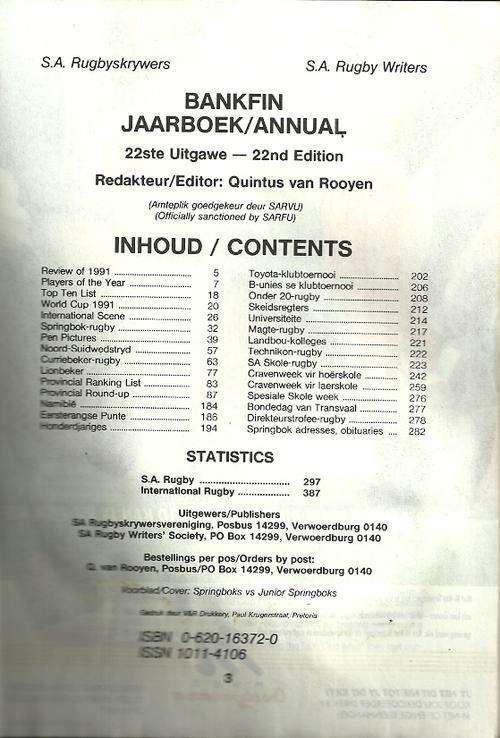 S.A. Rugbyskrywers
S.A. Rugby Writers
BANKFIN
JAARBOEK/ANNUAL
22ste Uitgawe — 22nd Edition
Redakteur/Editor: Quintus van Rooyen
(Amteplik goedgekeur deur SARVU)
(Officially sanctioned by SARFU)
INHOUD / CONTENTS
Review of 1991 ........................ 5
Players of the Year .................... 7
Top Ten List ............................ 18
World Cup 1991 ........................ 20
International Scene .................... 26
Springbok-rugby ........................ 32
Pen Pictures ............................ 39
Noord-Suidwedstryd .................... 57
Curriebeker-rugby ...................... 63
Lionbeker ............................... 77
Provincial Ranking List ................ 83
Provincial Round-up .................... 87
Namibië ................................ 184
Eersterangse Punte .................... 186
Honderdjariges ......................... 194
Toyota-klubtoernooi .................... 202
B-unies se klubtoernooi ................ 206
Onder 20-rugby ........................ 208
Skeidsregters ........................... 212
Universiteite ........................... 214
Magte-rugby ............................ 217
Landbou-kolleges ...................... 221
Technikon-rugby ....................... 222
SA Skole-rugby ........................ 223
Cravenweek vir hoërskole .............. 242
Cravenweek vir laerskole .............. 259
Spesiale Skole week ................... 276
Bondedag van Transvaal ............... 277
Direkteurstrofee-rugby ................. 278
Springbok adresses, obituaries .... 282
STATISTICS
S.A. Rugby ........................... 297
International Rugby ................. 387
Uitgewers/Publishers
SA Rugbyskrywersvereniging, Posbus 14299, Verwoerdburg 0140
SA Rugby Writers' Society, PO Box 14299, Verwoerdburg 0140
Bestellings per pos/Orders by post:
Q. van Rooyen, Posbus/PO Box 14299, Verwoerdburg 0140
Voorblad/Cover: Springboks vs Junior Springboks
Gedruk deur V&R Drukkery, Paul Krugerstraat, Pretoria
ISBN 0-620-16372-0
ISSN 1011-4106
3